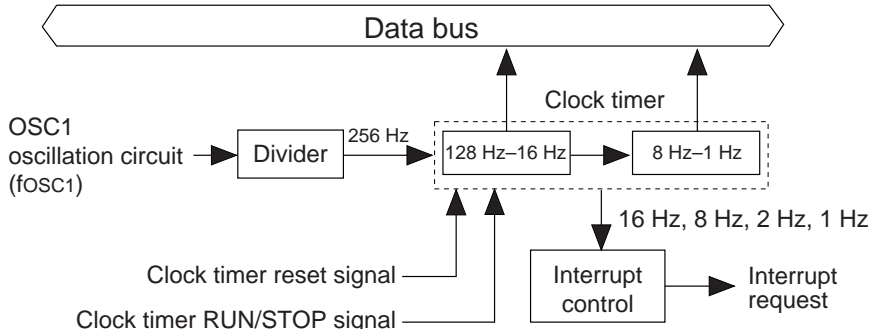 Data bus
Clock timer
OSC1
oscillation circuit
(fOSC1)
Divider
256 Hz
128 Hz–16 Hz
8 Hz–1 Hz
16 Hz, 8 Hz, 2 Hz, 1 Hz
Clock timer reset signal
Clock timer RUN/STOP signal
Interrupt
control
Interrupt
request